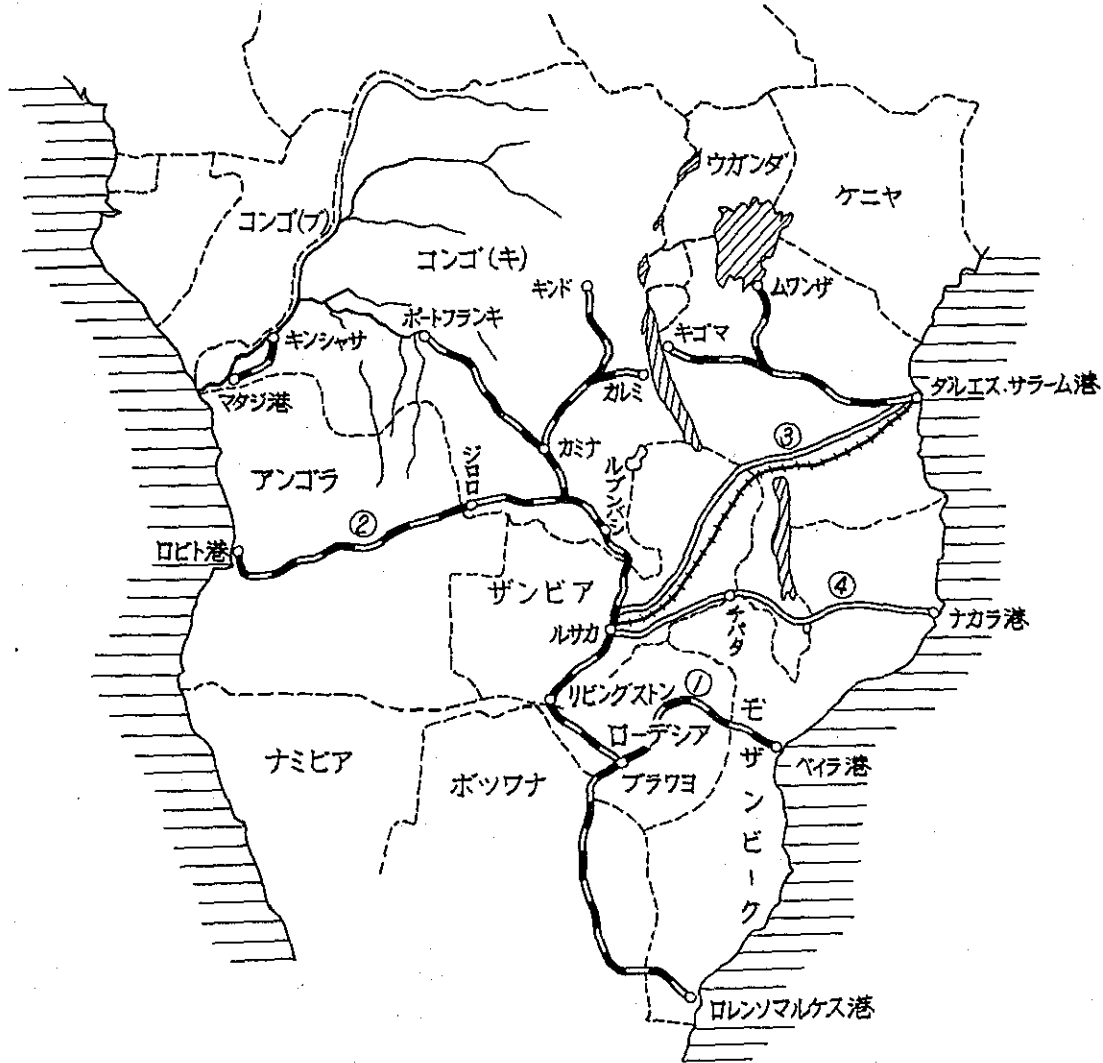 ウガンダ
ケニヤ
コンゴ(ブ)
コンゴ(キ)
キンド
ムワンザ
キンシャサ
ポートフランキ
キゴマ
マタジ港
カルミ
ダルエス.サラーム港
③
カミナ
アンゴラ
ジロロ
ルブンバシ
②
ロビト港
④
ザンビア
ナカラ港
ルサカ
チパタ
リビングストン
①
モザンビーク
ローデシア
ナミビア
ボツワナ
ブラワヨ
ベイラ港
ロレンソマルケス港